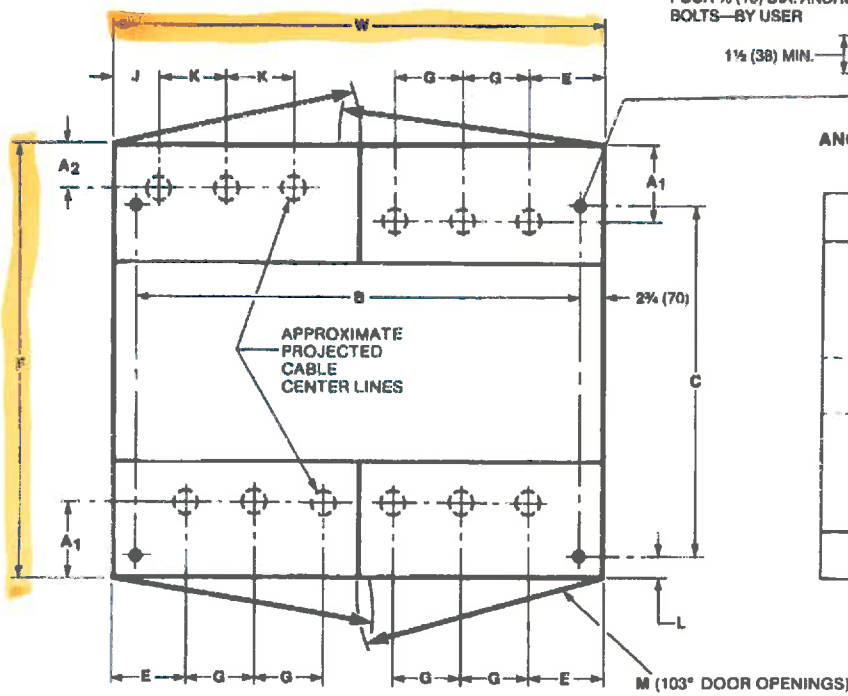 BOLTS—BY USER
W
1½ (38) MIN.
J K K G G E
A2
A1
B
2¾ (70)
C
APPROXIMATE
PROJECTED
CABLE
CENTER LINES
A1
L
E G G G G E
M (103° DOOR OPENINGS)